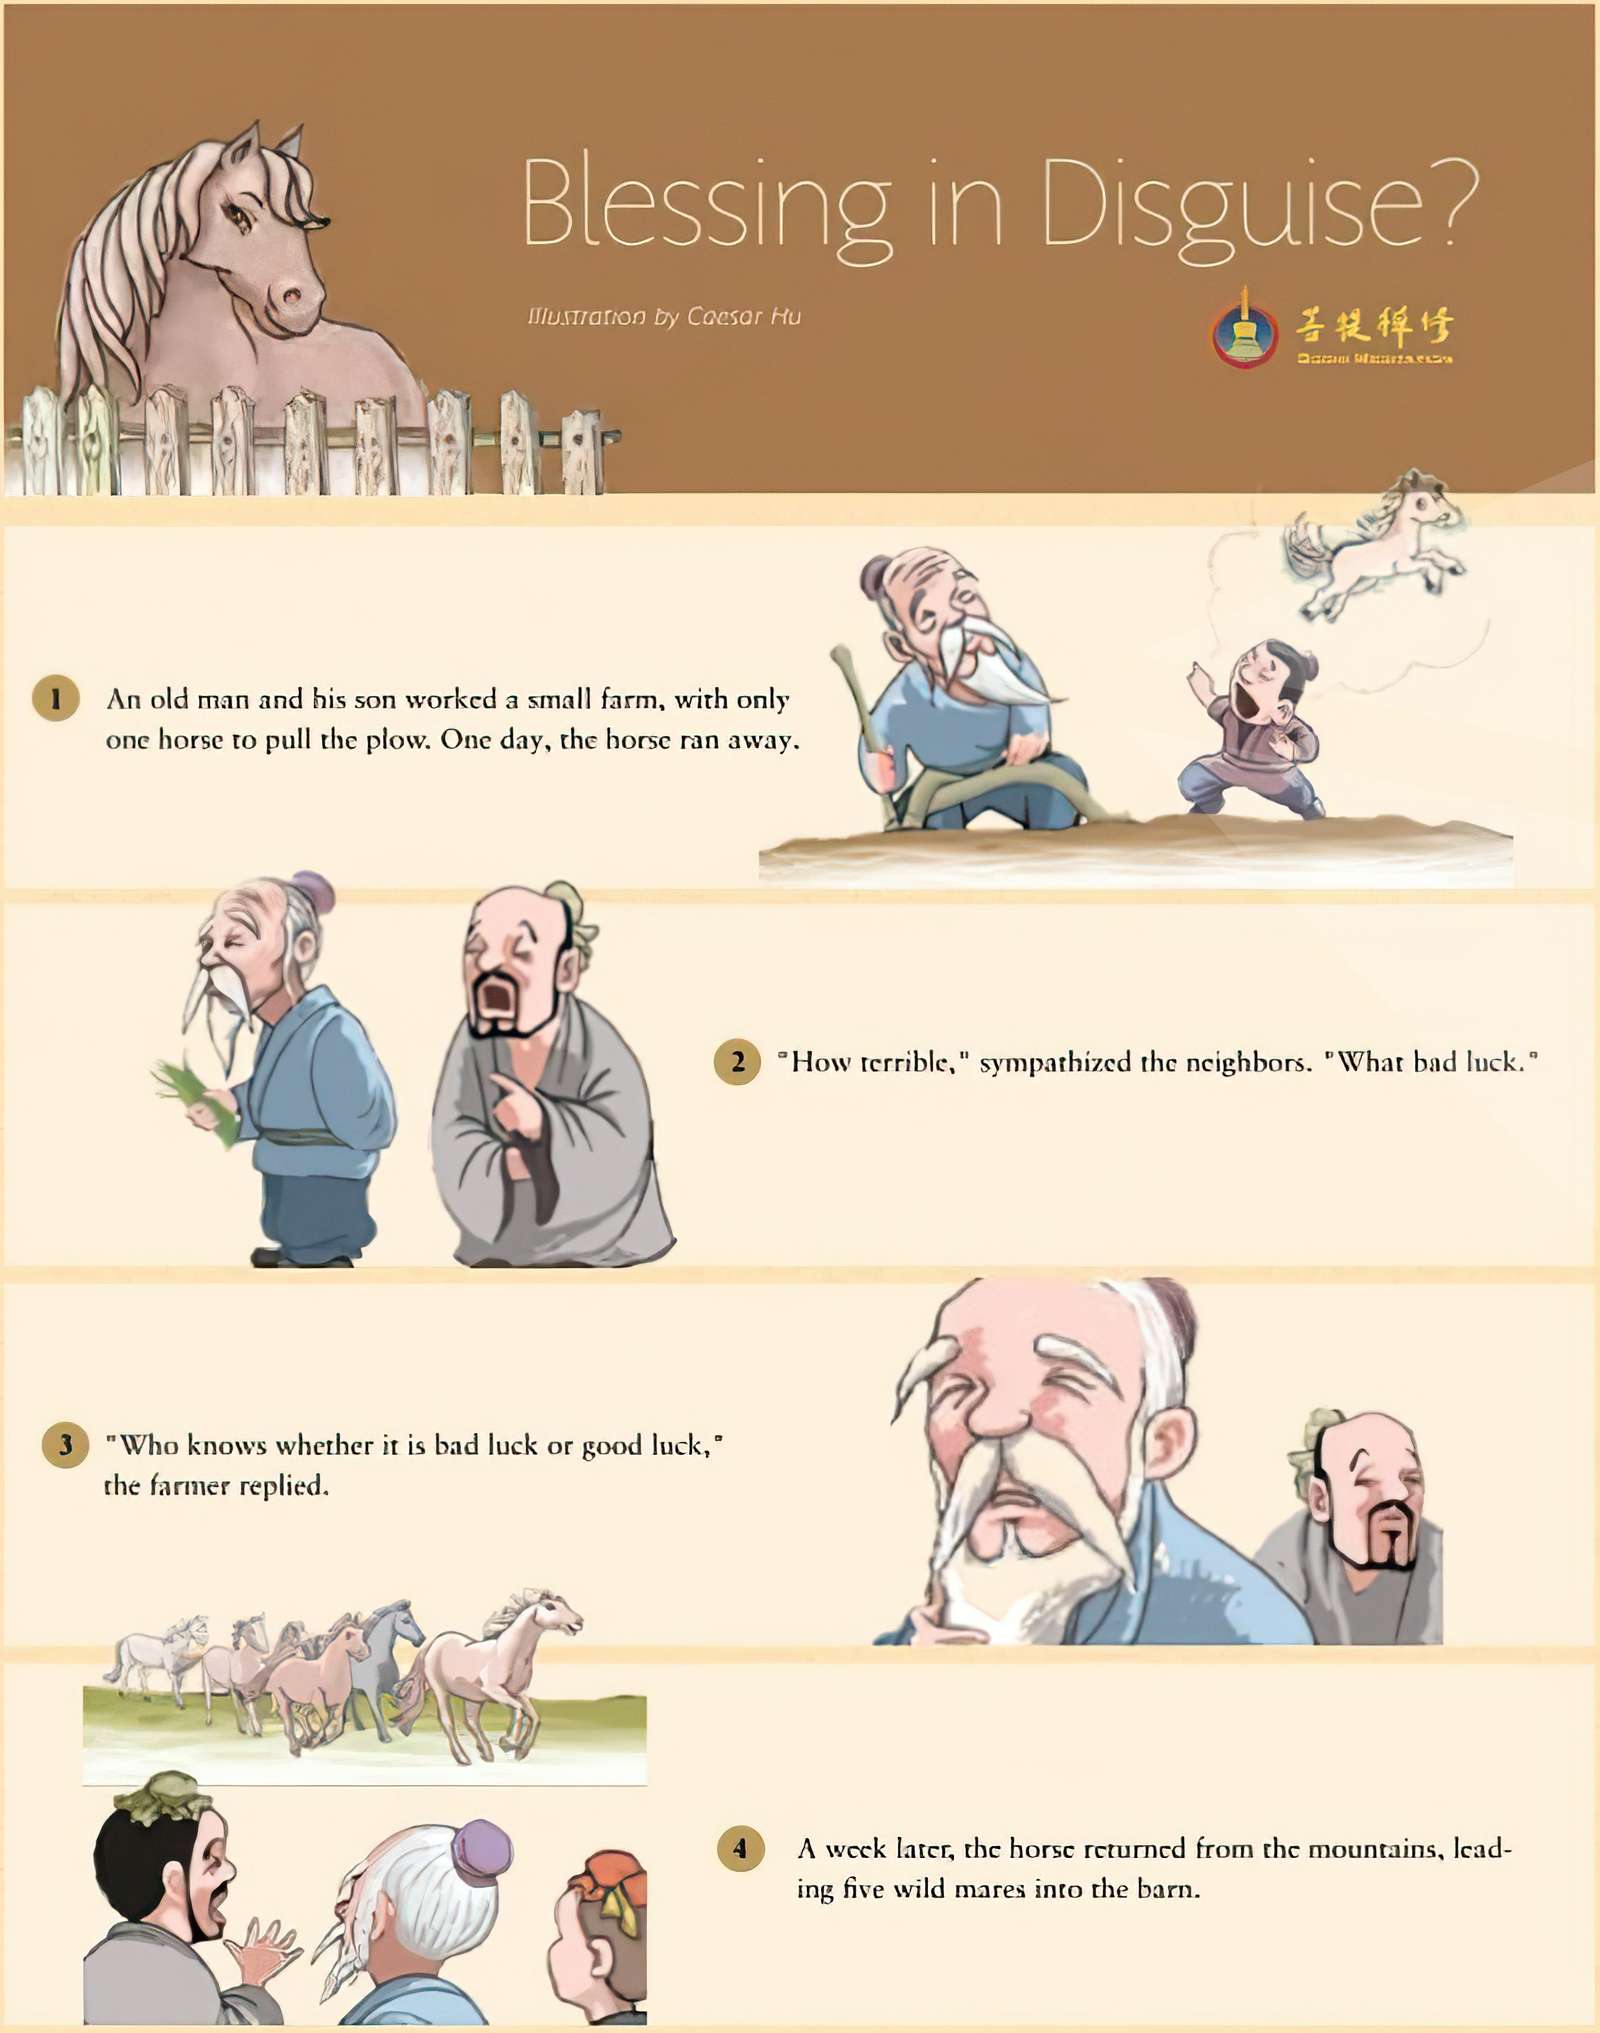 Blessing in Disguise?
Illustration by Caesar Hu
菩提禪修
1
An old man and his son worked a small farm, with only
one horse to pull the plow. One day, the horse ran away.
2
"How terrible," sympathized the neighbors. "What bad luck."
3
"Who knows whether it is bad luck or good luck,"
the farmer replied.
4
A week later, the horse returned from the mountains, lead-
ing five wild mares into the barn.